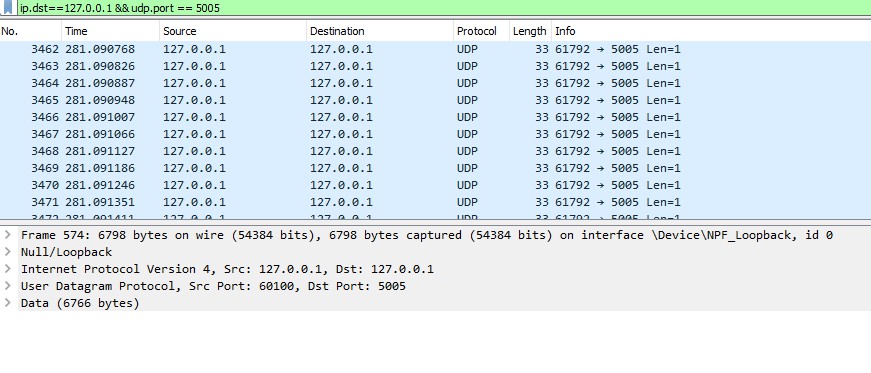 ip.dst==127.0.0.1 && udp.port == 5005
No. Time Source Destination Protocol Length Info
3462 281.090768 127.0.0.1 127.0.0.1 UDP 33 61792 → 5005 Len=1
3463 281.090826 127.0.0.1 127.0.0.1 UDP 33 61792 → 5005 Len=1
3464 281.090887 127.0.0.1 127.0.0.1 UDP 33 61792 → 5005 Len=1
3465 281.090948 127.0.0.1 127.0.0.1 UDP 33 61792 → 5005 Len=1
3466 281.091007 127.0.0.1 127.0.0.1 UDP 33 61792 → 5005 Len=1
3467 281.091066 127.0.0.1 127.0.0.1 UDP 33 61792 → 5005 Len=1
3468 281.091127 127.0.0.1 127.0.0.1 UDP 33 61792 → 5005 Len=1
3469 281.091186 127.0.0.1 127.0.0.1 UDP 33 61792 → 5005 Len=1
3470 281.091246 127.0.0.1 127.0.0.1 UDP 33 61792 → 5005 Len=1
3471 281.091351 127.0.0.1 127.0.0.1 UDP 33 61792 → 5005 Len=1
3472 281.091411 127.0.0.1 127.0.0.1 UDP 33 61792 → 5005 Len=1
Frame 574: 6798 bytes on wire (54384 bits), 6798 bytes captured (54384 bits) on interface \Device\NPF_Loopback, id 0
Null/Loopback
Internet Protocol Version 4, Src: 127.0.0.1, Dst: 127.0.0.1
User Datagram Protocol, Src Port: 60100, Dst Port: 5005
Data (6766 bytes)